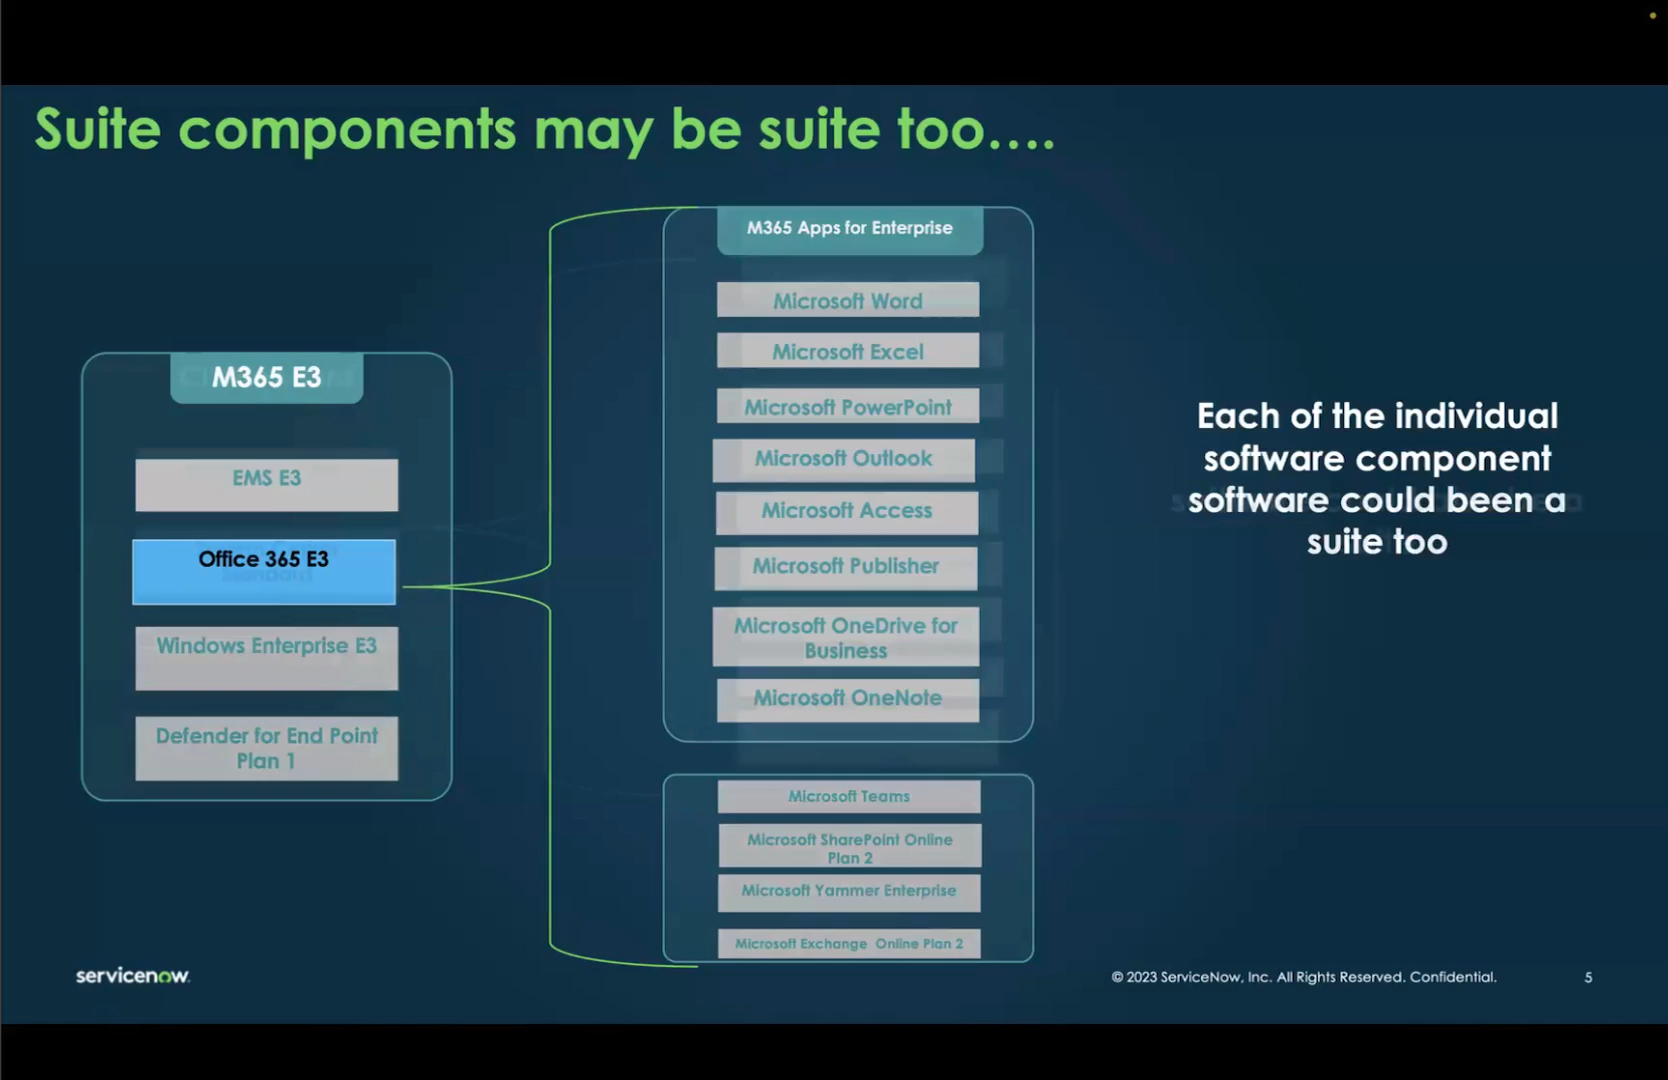 Suite components may be suite too....
M365 E3
EMS E3
Office 365 E3
Windows Enterprise E3
Defender for End Point
Plan 1
M365 Apps for Enterprise
Microsoft Word
Microsoft Excel
Microsoft PowerPoint
Microsoft Outlook
Microsoft Access
Microsoft Publisher
Microsoft OneDrive for
Business
Microsoft OneNote
Microsoft Teams
Microsoft SharePoint Online
Plan 2
Microsoft Yammer Enterprise
Microsoft Exchange Online Plan 2
Each of the individual
software component
software could been a
suite too
servicenow.
© 2023 ServiceNow, Inc. All Rights Reserved. Confidential.
5